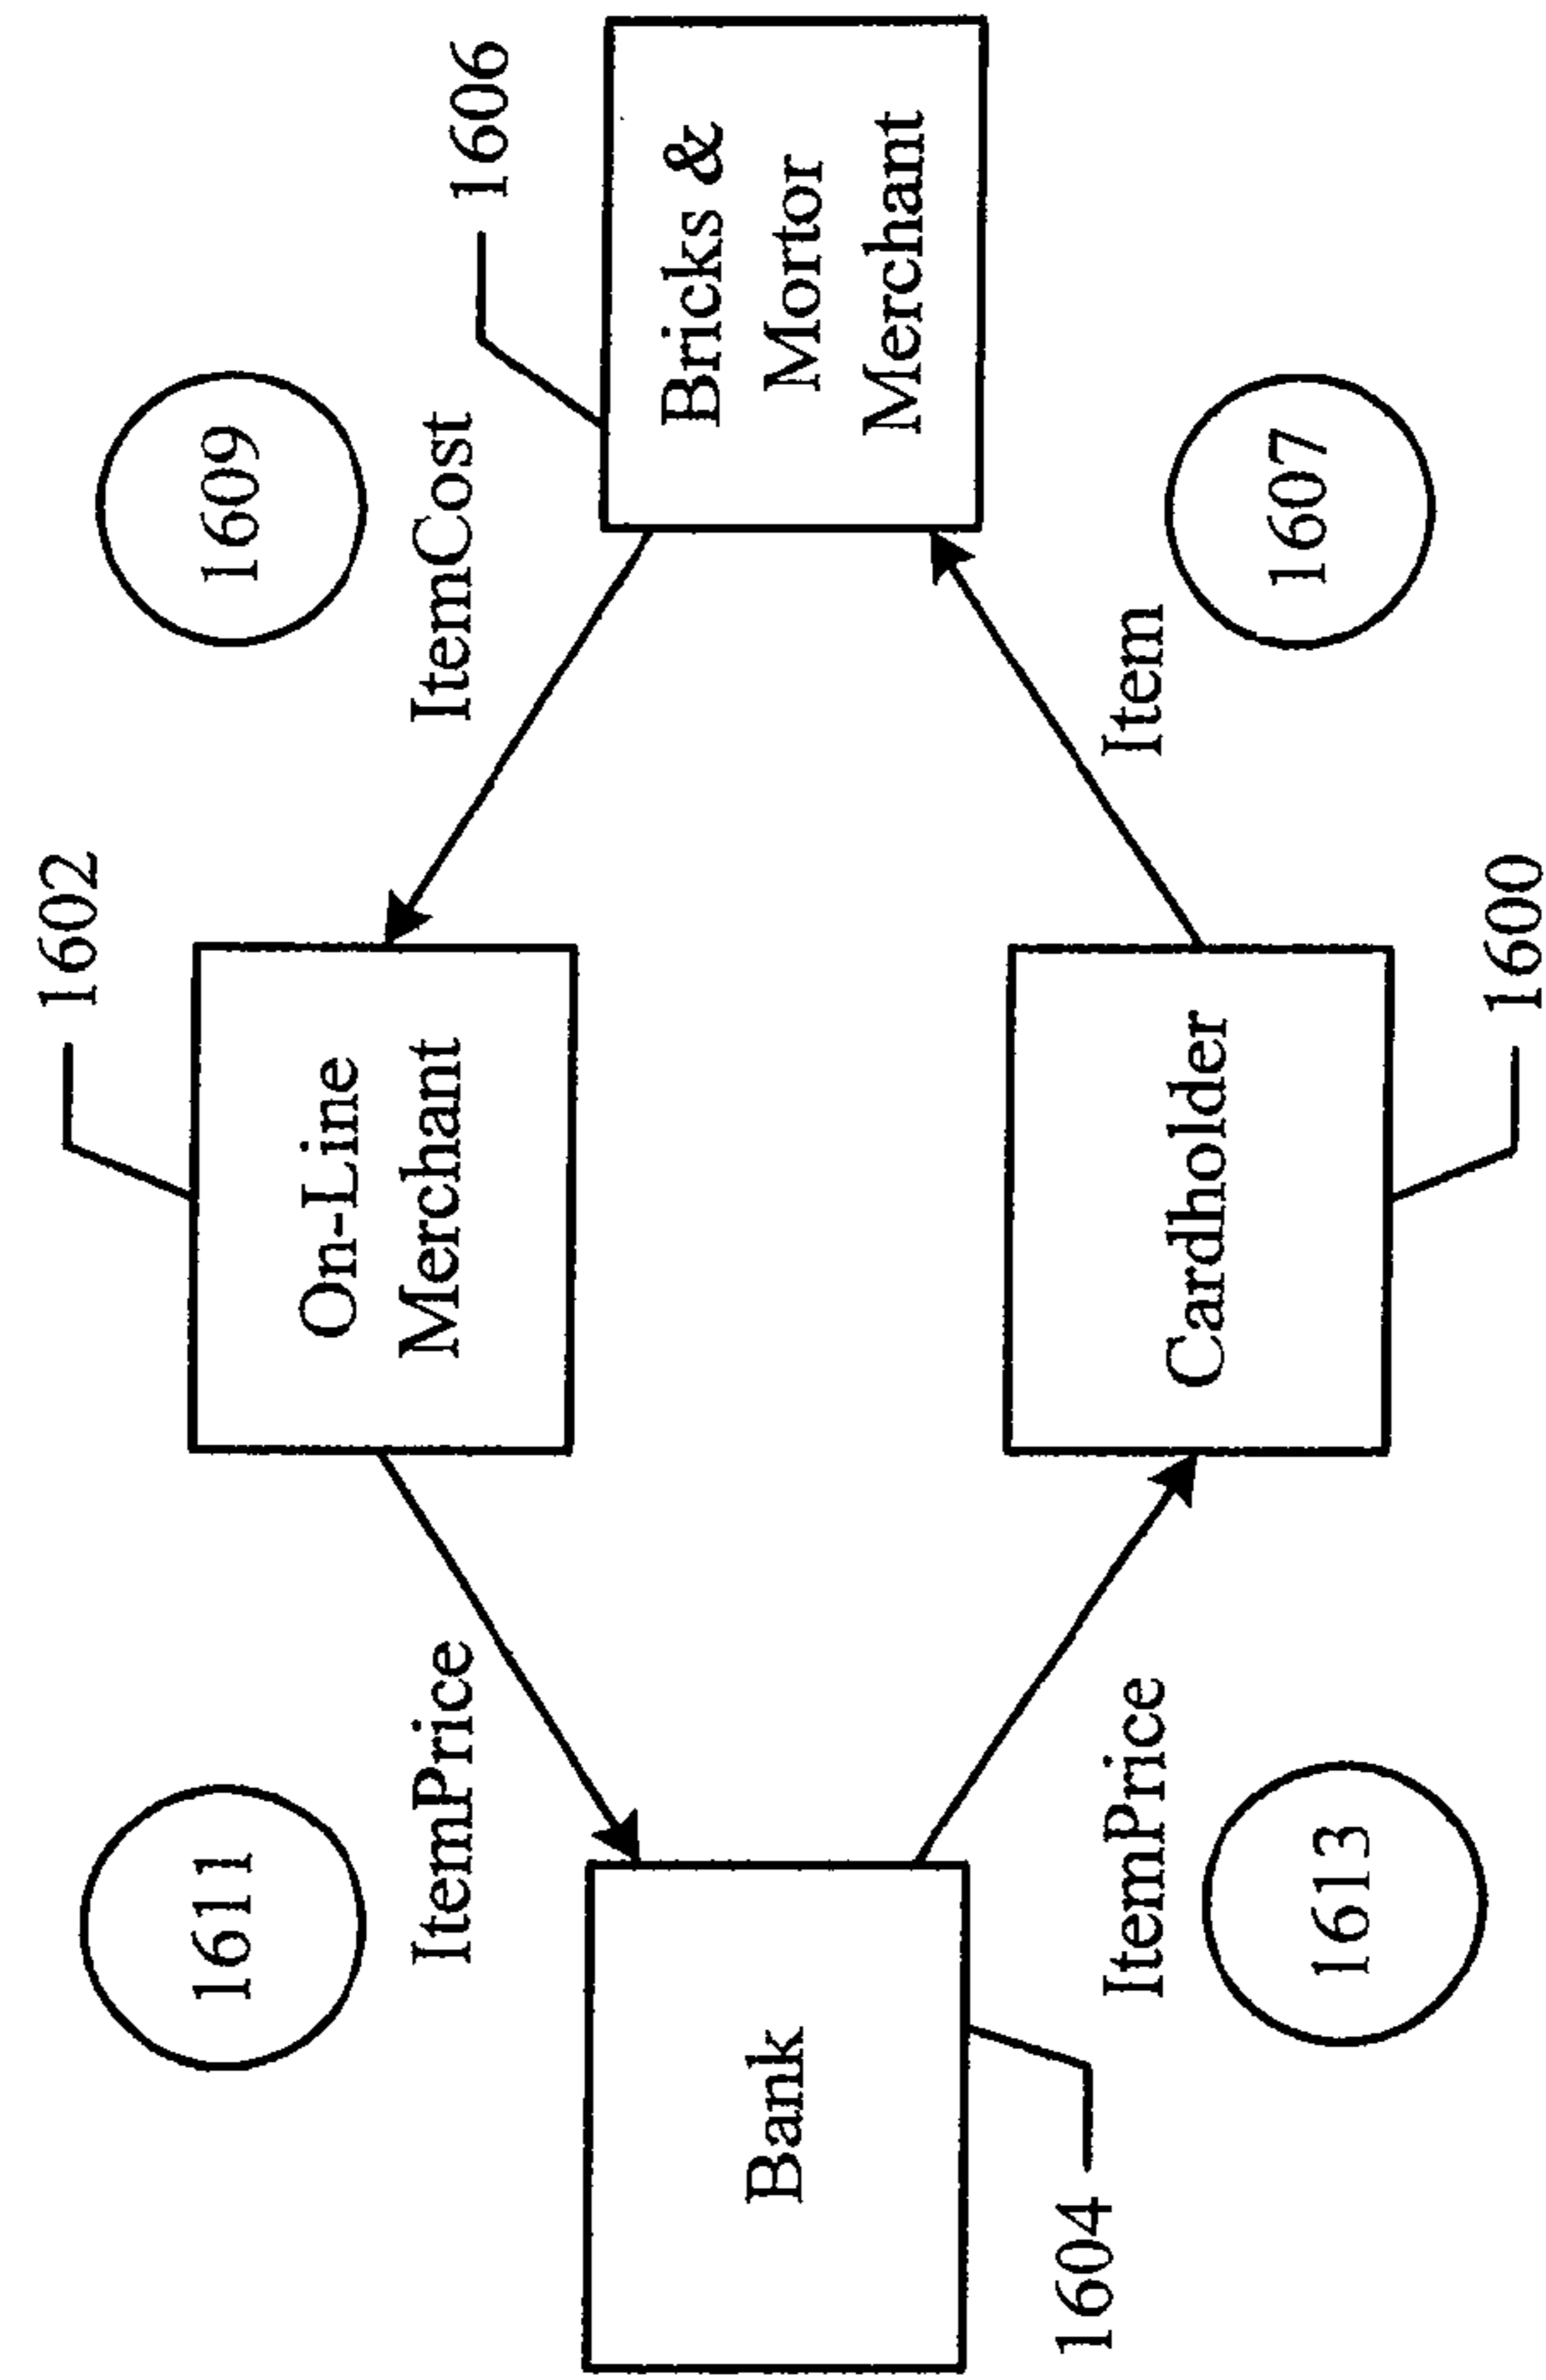 1611
1602
1609
ItemPrice
On-Line
Merchant
ItemCost
1606
Bank
Bricks &
Mortor
Merchant
1604
ItemPrice
Cardholder
Item
1613
1600
1607